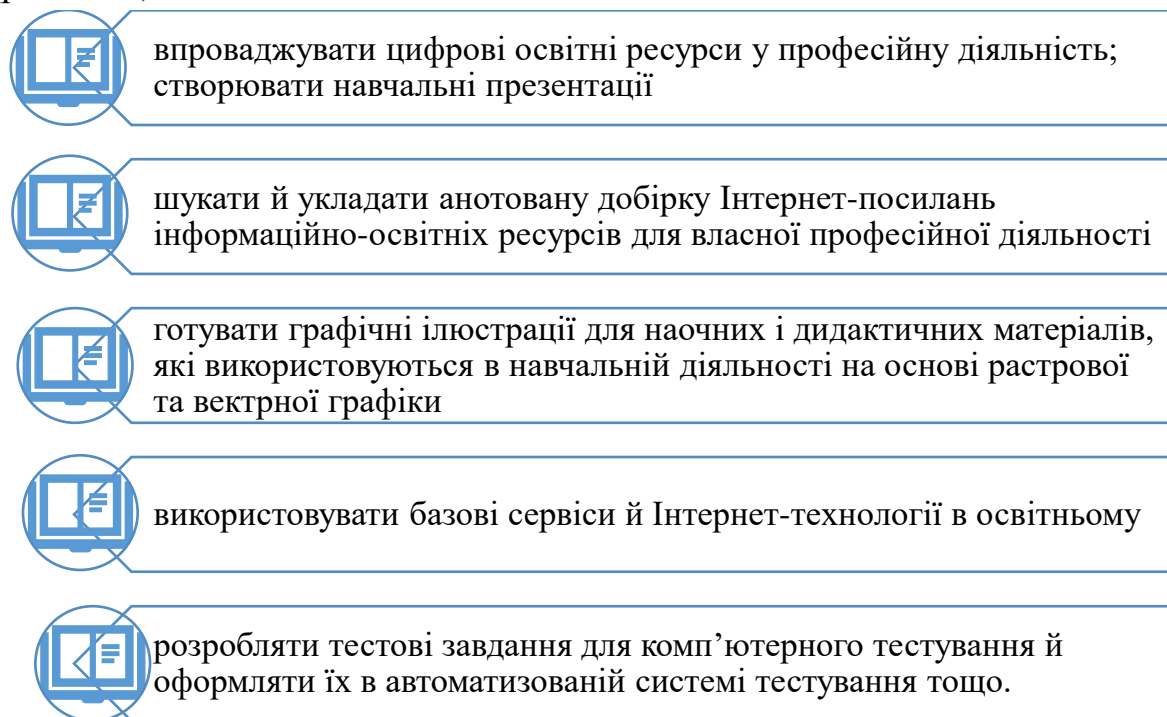 впроваджувати цифрові освітні ресурси у професійну діяльність;
створювати навчальні презентації
шукати й укладати анотовану добірку Інтернет-посилань
інформаційно-освітніх ресурсів для власної професійної діяльності
готувати графічні ілюстрації для наочних і дидактичних матеріалів,
які використовуються в навчальній діяльності на основі растрової
та вектрної графіки
використовувати базові сервіси й Інтернет-технології в освітньому
розробляти тестові завдання для комп’ютерного тестування й
оформляти їх в автоматизованій системі тестування тощо.